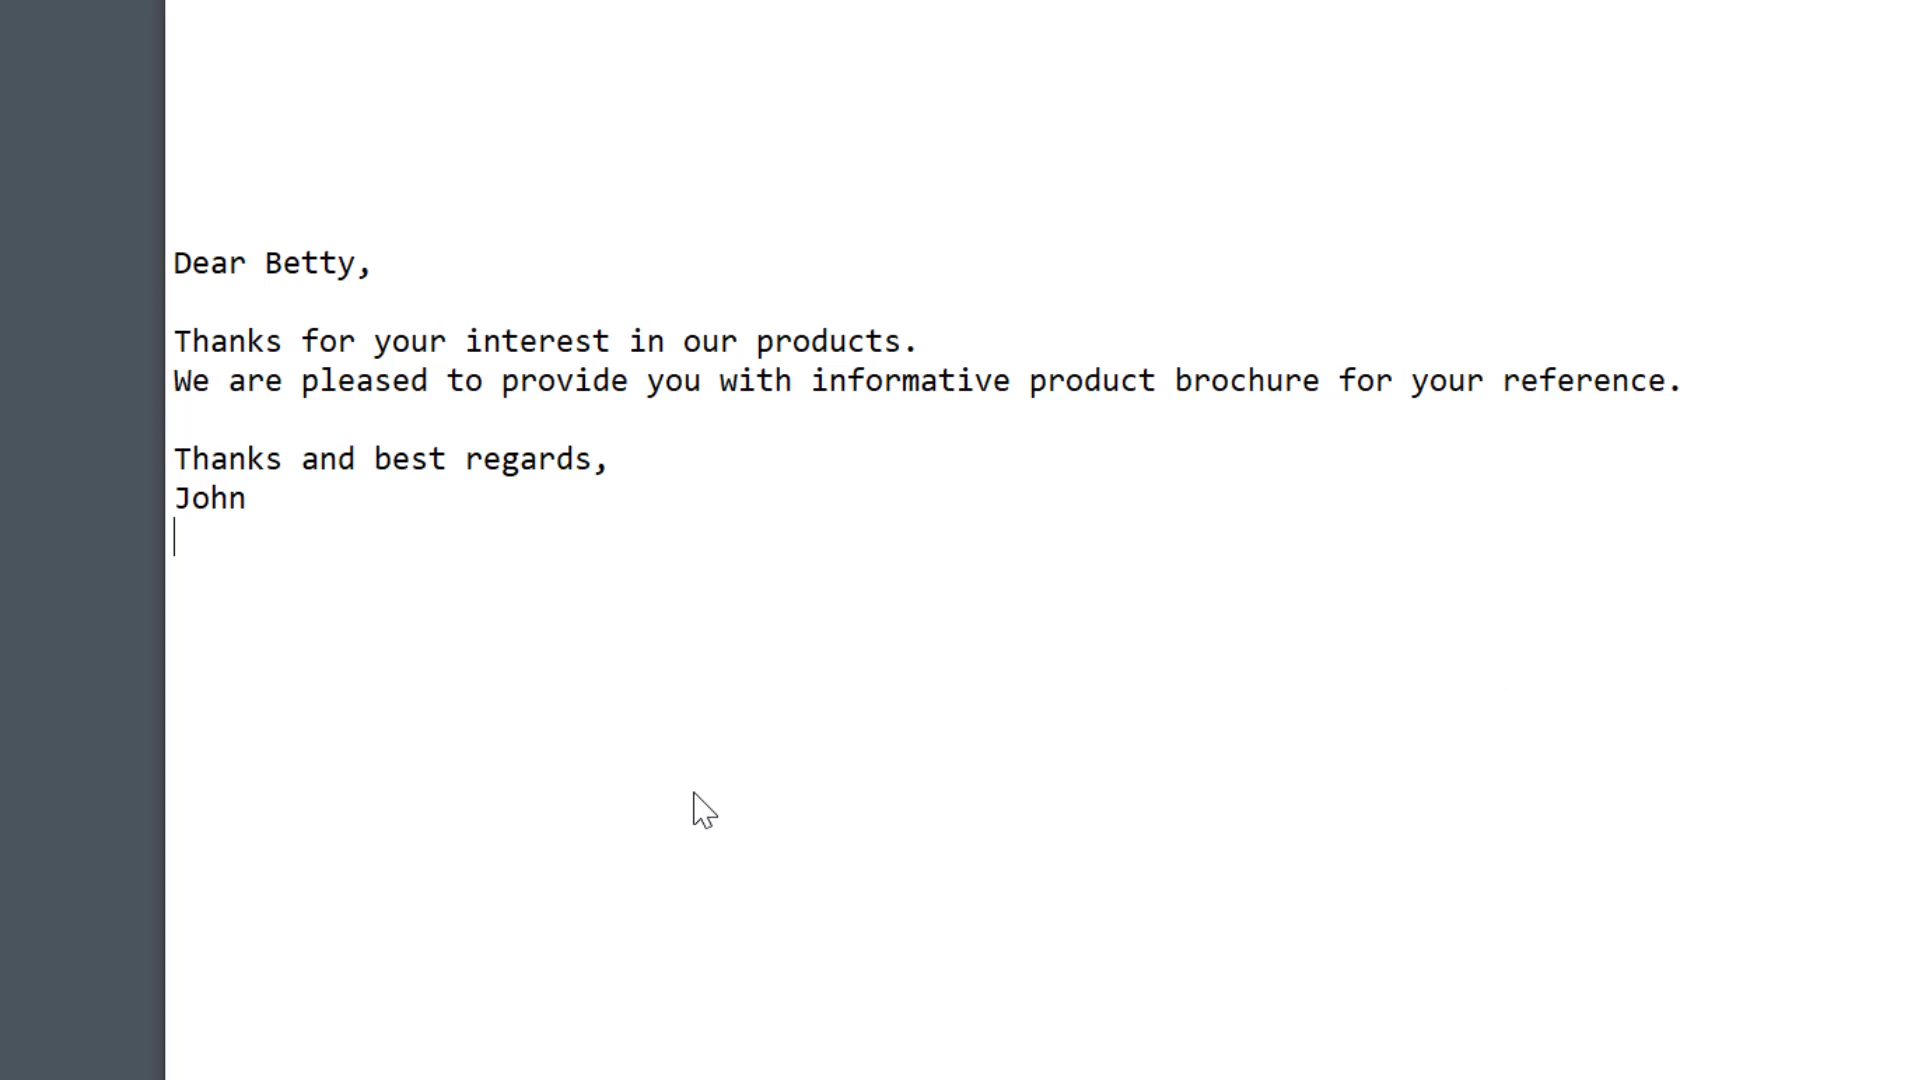 Dear Betty,
Thanks for your interest in our products.
We are pleased to provide you with informative product brochure for your reference.
Thanks and best regards,
John